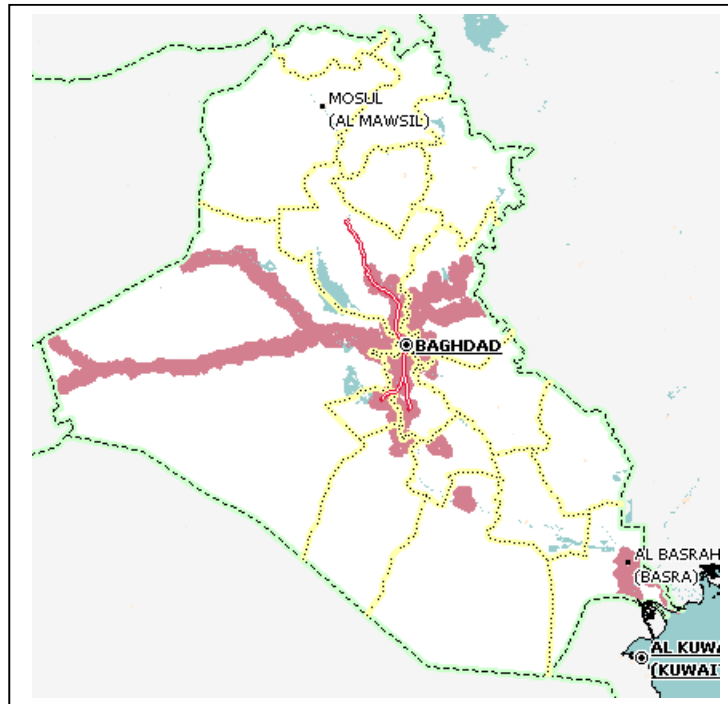 MOSUL
(AL MAWSIL)
BAGHDAD
AL BASRAH
(BASRA)
AL KUWA
(KUWAI